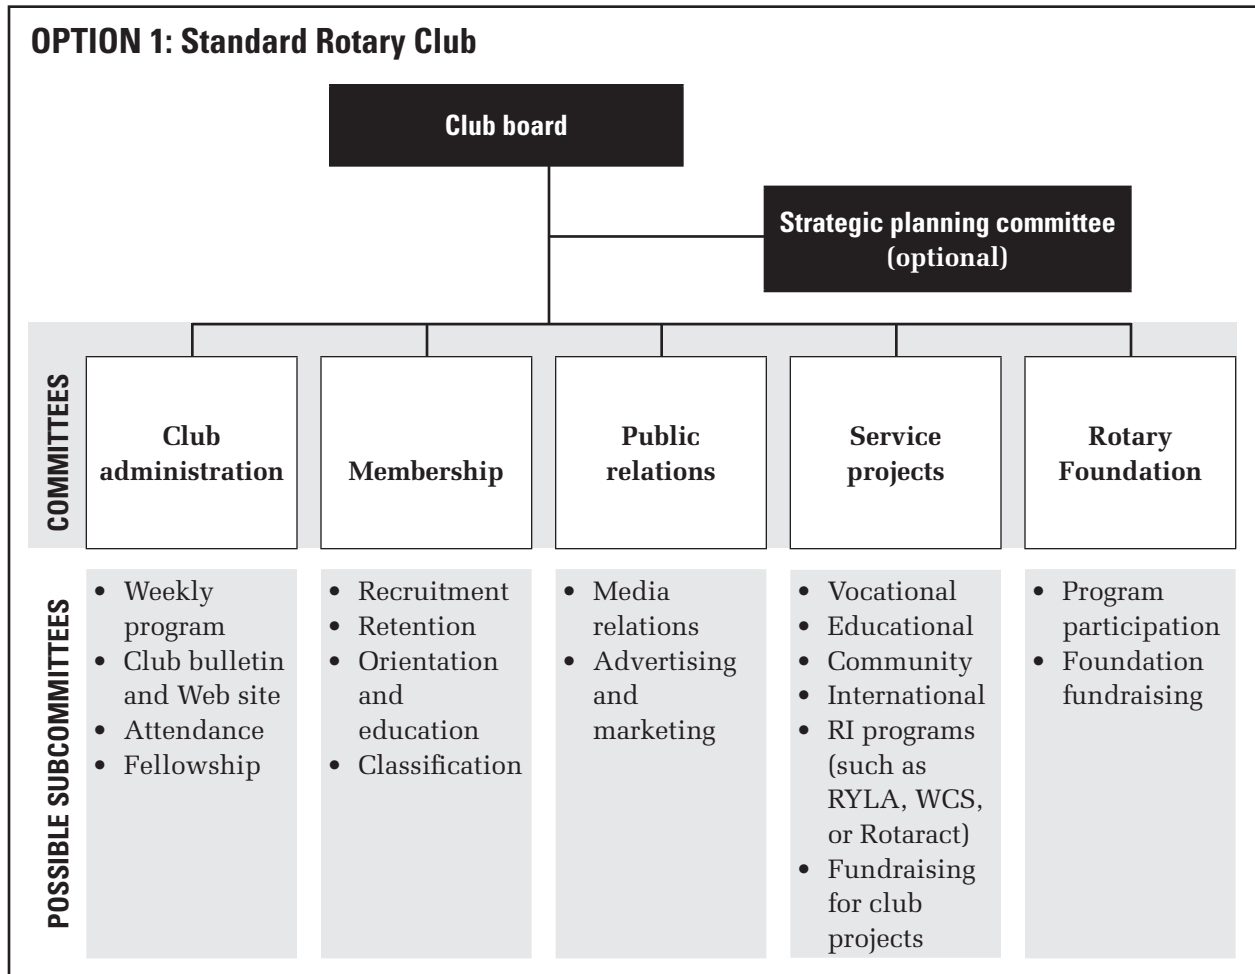 OPTION 1: Standard Rotary Club
Club board
Strategic planning committee
(optional)
COMMITTEES
Club
administration
Membership
Public
relations
Service
projects
Rotary
Foundation
POSSIBLE SUBCOMMITTEES
• Weekly
program
• Club bulletin
and Web site
• Attendance
• Fellowship
• Recruitment
• Retention
• Orientation
and
education
• Classification
• Media
relations
• Advertising
and
marketing
• Vocational
• Educational
• Community
• International
• RI programs
(such as
RYLA, WCS,
or Rotaract)
• Fundraising
for club
projects
• Program
participation
• Foundation
fundraising